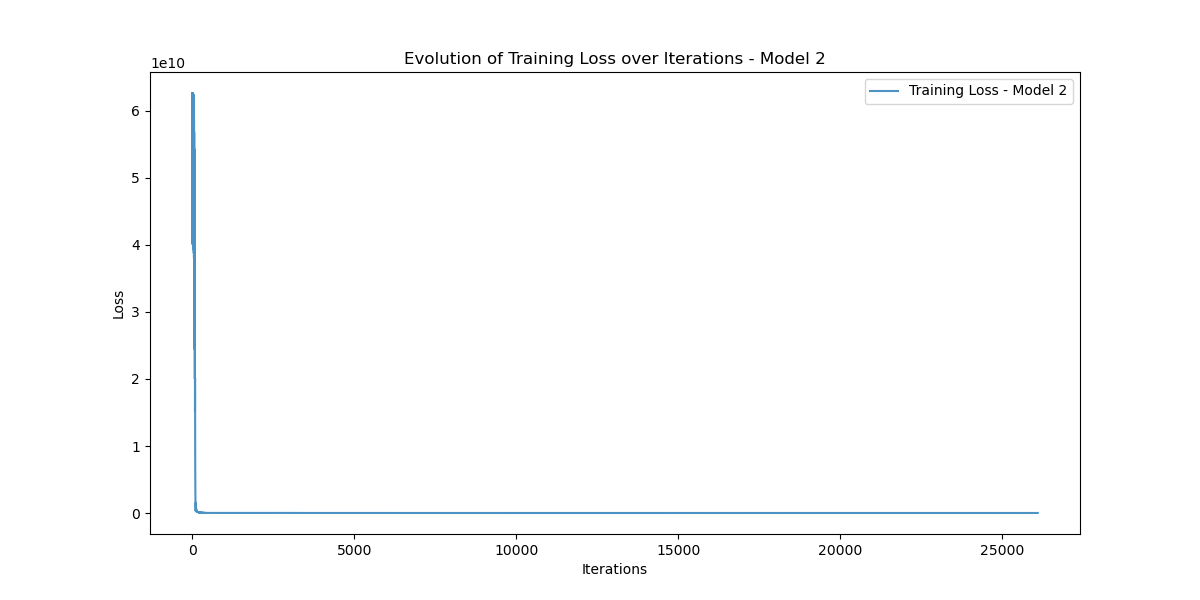 Evolution of Training Loss over Iterations - Model 2
1e10
Training Loss - Model 2
6
5
4
3
2
1
0
Loss
0 5000 10000 15000 20000 25000
Iterations